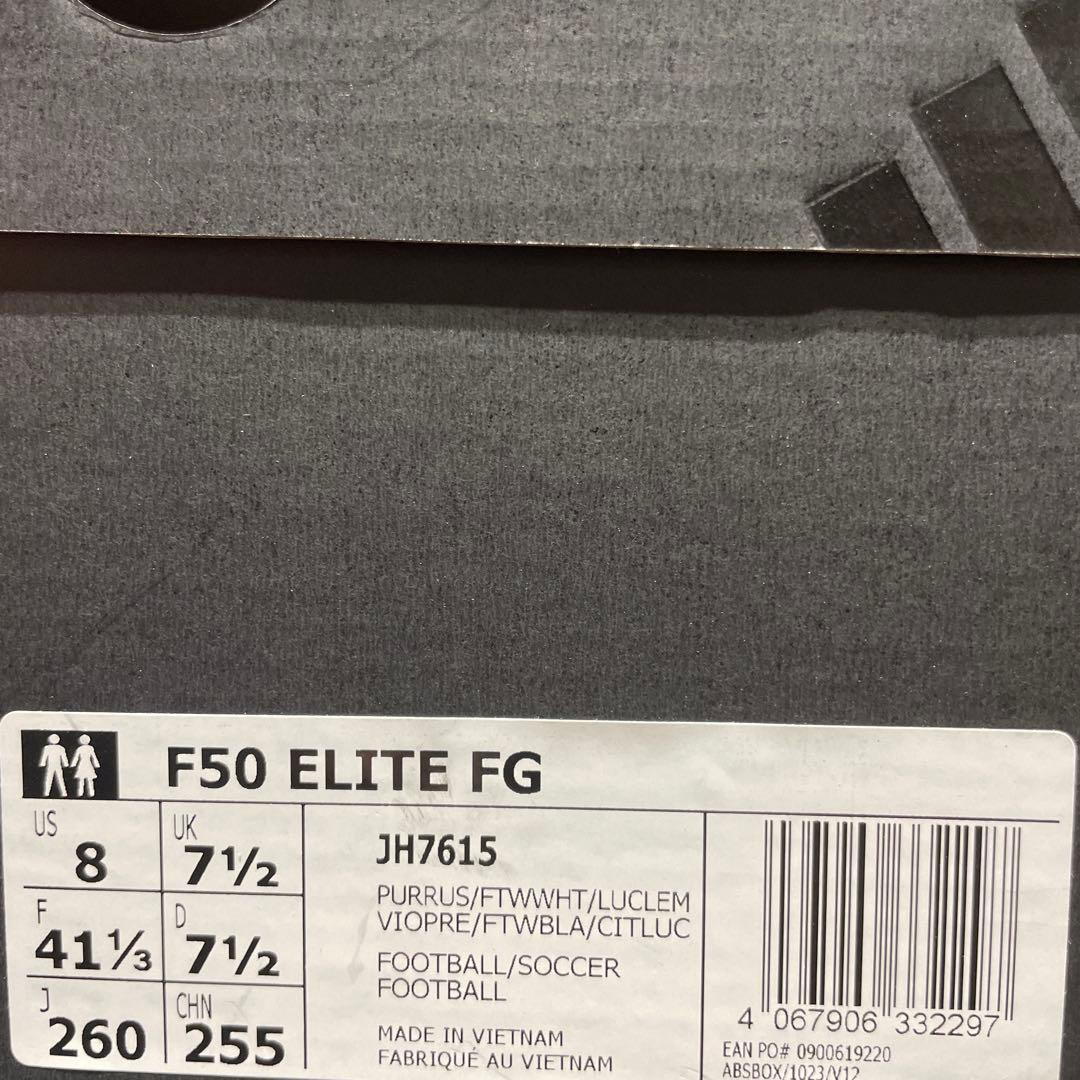 F50 ELITE FG
US
8
UK
7½
F
41⅓
D
7½
J
260
CHN
255
JH7615
PURRUS/FTWWHT/LUCLEM
VIOPRE/FTWBLA/CITLUC
FOOTBALL/SOCCER
FOOTBALL
MADE IN VIETNAM
FABRIQUÉ AU VIETNAM
4 067906 332297
EAN PO# 0900619220
ABSBOX/1023/V12